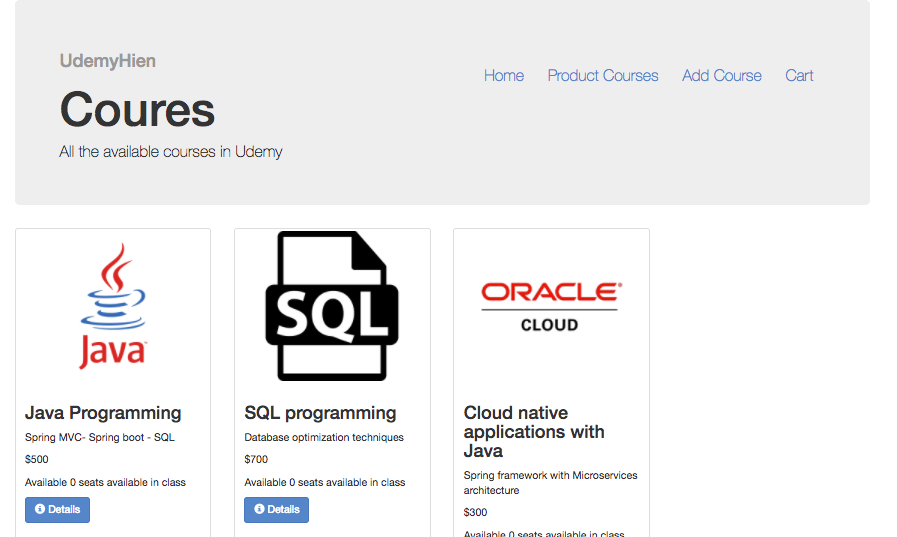 UdemyHien
Home Product Courses Add Course Cart
Coures
All the available courses in Udemy
Java
SQL
ORACLE
CLOUD
Java Programming
Spring MVC- Spring boot - SQL
$500
Available 0 seats available in class
Details
SQL programming
Database optimization techniques
$700
Available 0 seats available in class
Details
Cloud native
applications with
Java
Spring framework with Microservices
architecture
$300
Available 0 seats available in class